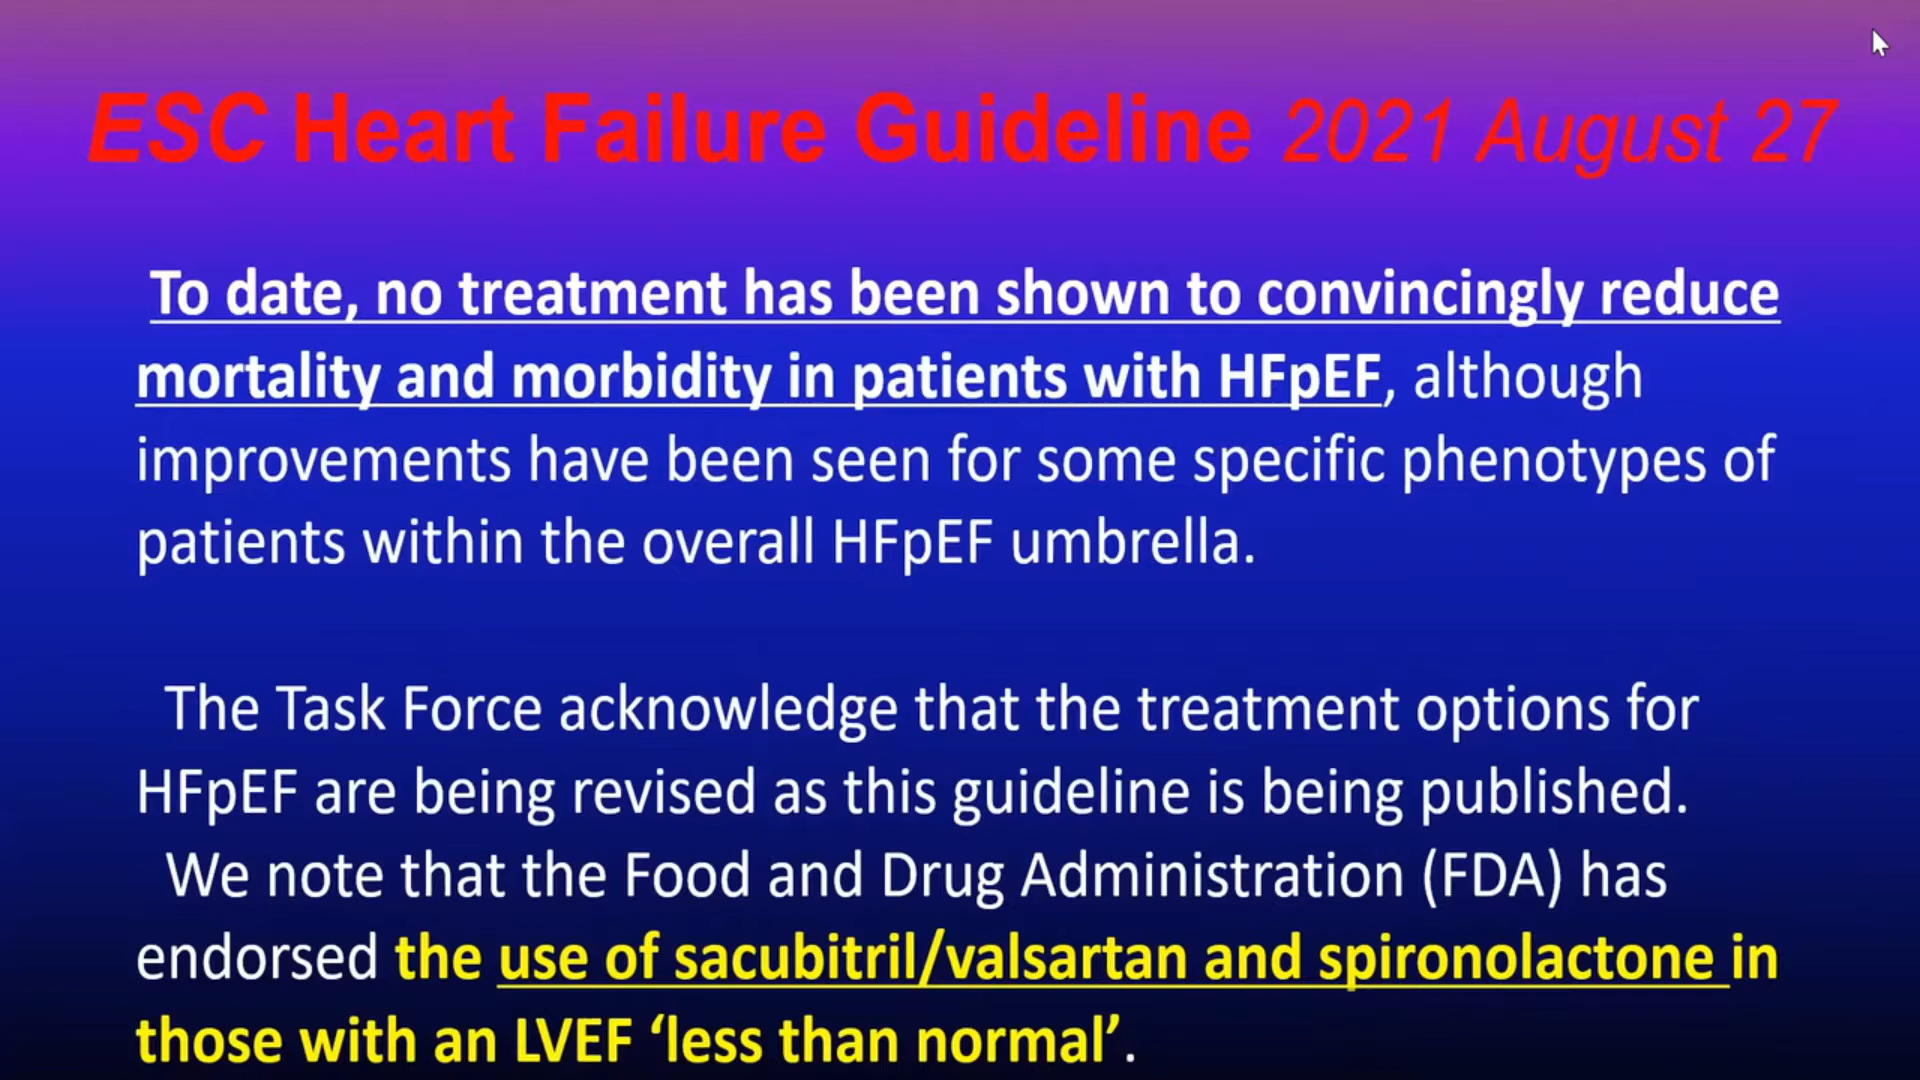 ESC Heart Failure Guideline 2021 August 27
To date, no treatment has been shown to convincingly reduce
mortality and morbidity in patients with HFpEF, although
improvements have been seen for some specific phenotypes of
patients within the overall HFpEF umbrella.
The Task Force acknowledge that the treatment options for
HFpEF are being revised as this guideline is being published.
We note that the Food and Drug Administration (FDA) has
endorsed the use of sacubitril/valsartan and spironolactone in
those with an LVEF ‘less than normal’.